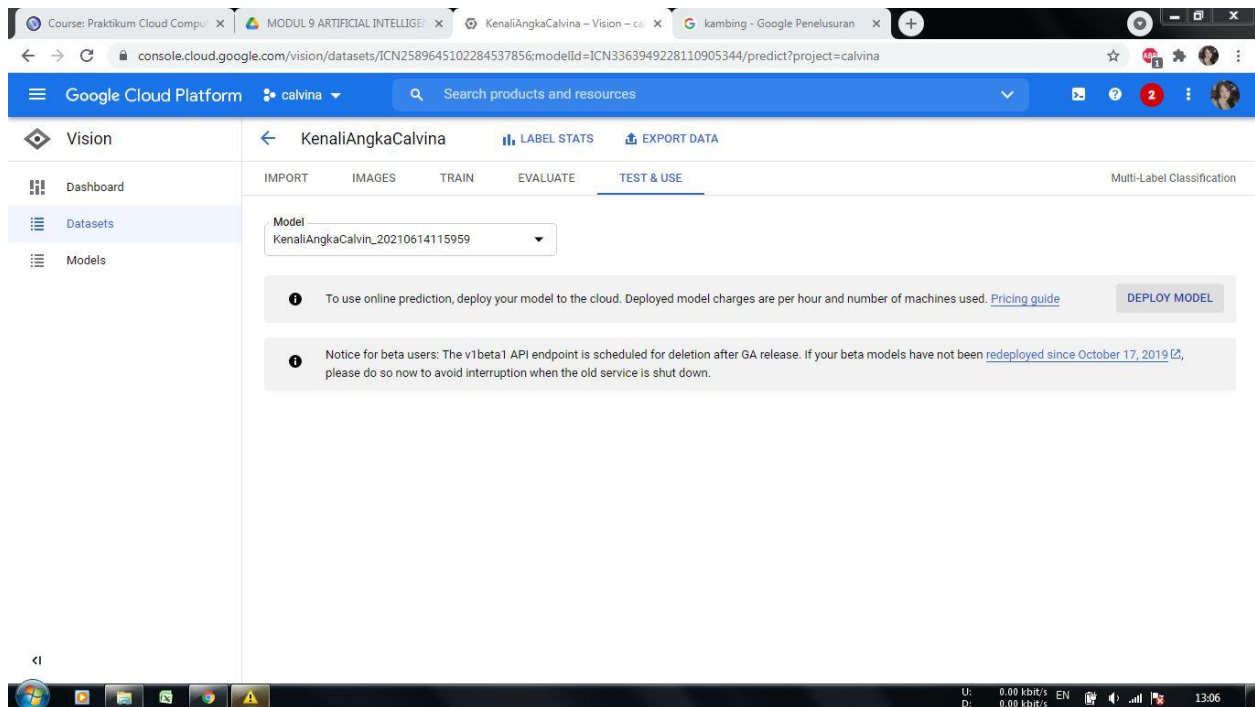 Course: Praktikum Cloud Comput
MODUL 9 ARTIFICIAL INTELLIGEN
KenaliAngkaCalvina – Vision – ca
kambing - Google Penelusuran
console.cloud.google.com/vision/datasets/ICN2589645102284537856;modelId=ICN3363949228110905344/predict?project=calvina
Google Cloud Platform
calvina
Search products and resources
2
Vision
KenaliAngkaCalvina
LABEL STATS
EXPORT DATA
Dashboard
Datasets
Models
IMPORT
IMAGES
TRAIN
EVALUATE
TEST & USE
Multi-Label Classification
Model
KenaliAngkaCalvin_20210614115959
To use online prediction, deploy your model to the cloud. Deployed model charges are per hour and number of machines used. Pricing guide
DEPLOY MODEL
Notice for beta users: The v1beta1 API endpoint is scheduled for deletion after GA release. If your beta models have not been redeployed since October 17, 2019,
please do so now to avoid interruption when the old service is shut down.
U: 0.00 kbit/s
D: 0.00 kbit/s
EN
13:06